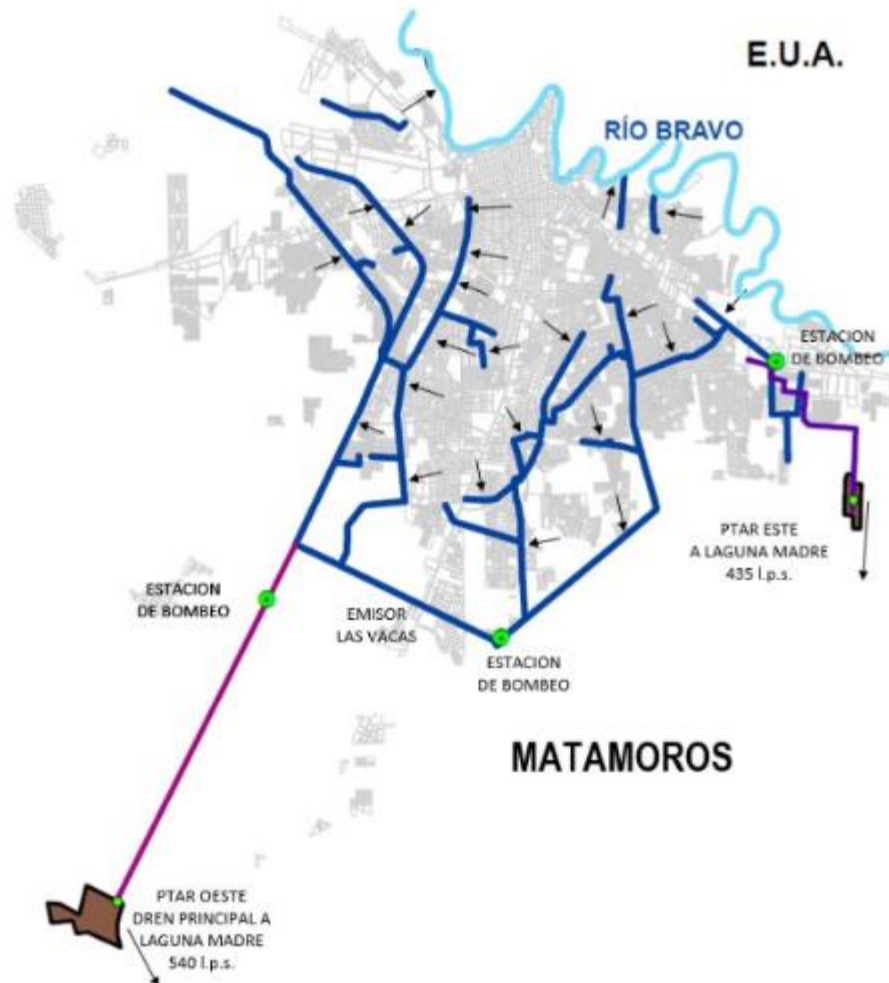 E.U.A.
RÍO BRAVO
ESTACION
DE BOMBEO
PTAR ESTE
A LAGUNA MADRE
435 l.p.s.
ESTACION
DE BOMBEO
EMISOR
LAS VACAS
ESTACION
DE BOMBEO
MATAMOROS
PTAR OESTE
DREN PRINCIPAL A
LAGUNA MADRE
540 l.p.s.